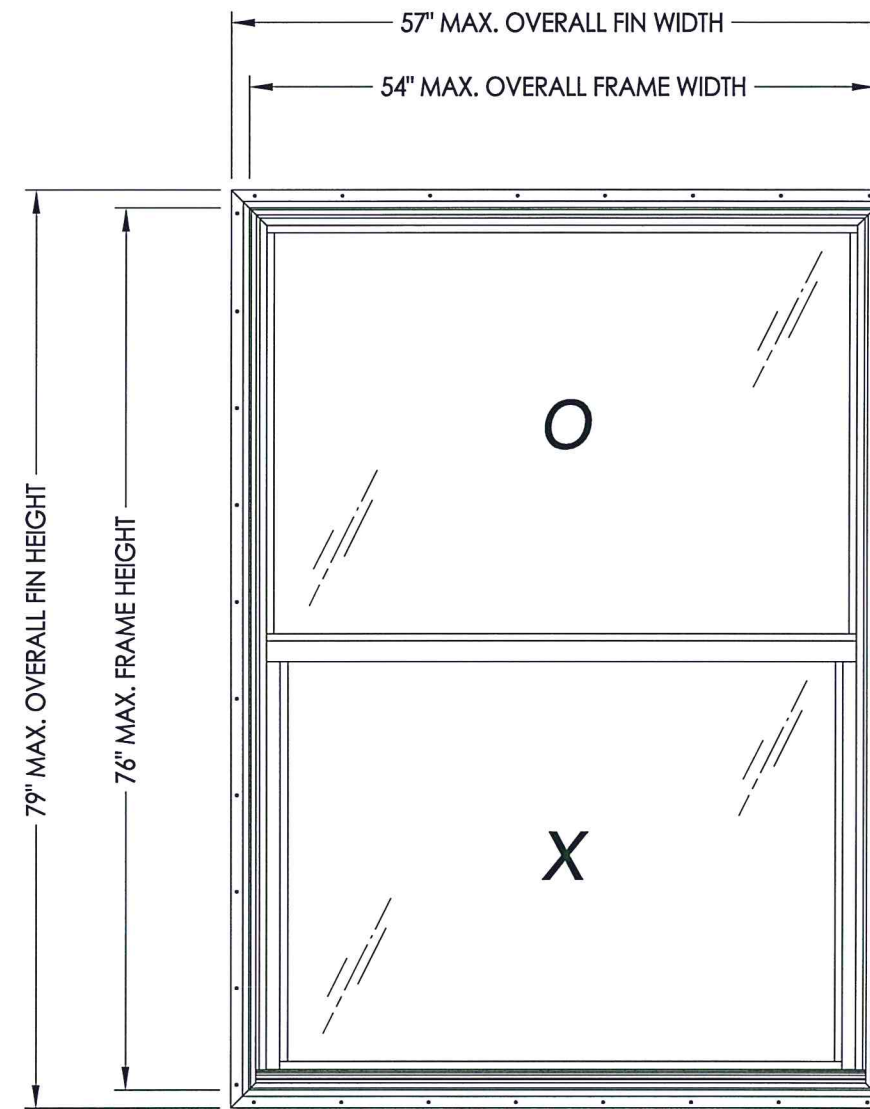 57" MAX. OVERALL FIN WIDTH
54" MAX. OVERALL FRAME WIDTH
79" MAX. OVERALL FIN HEIGHT
76" MAX. FRAME HEIGHT
O
X